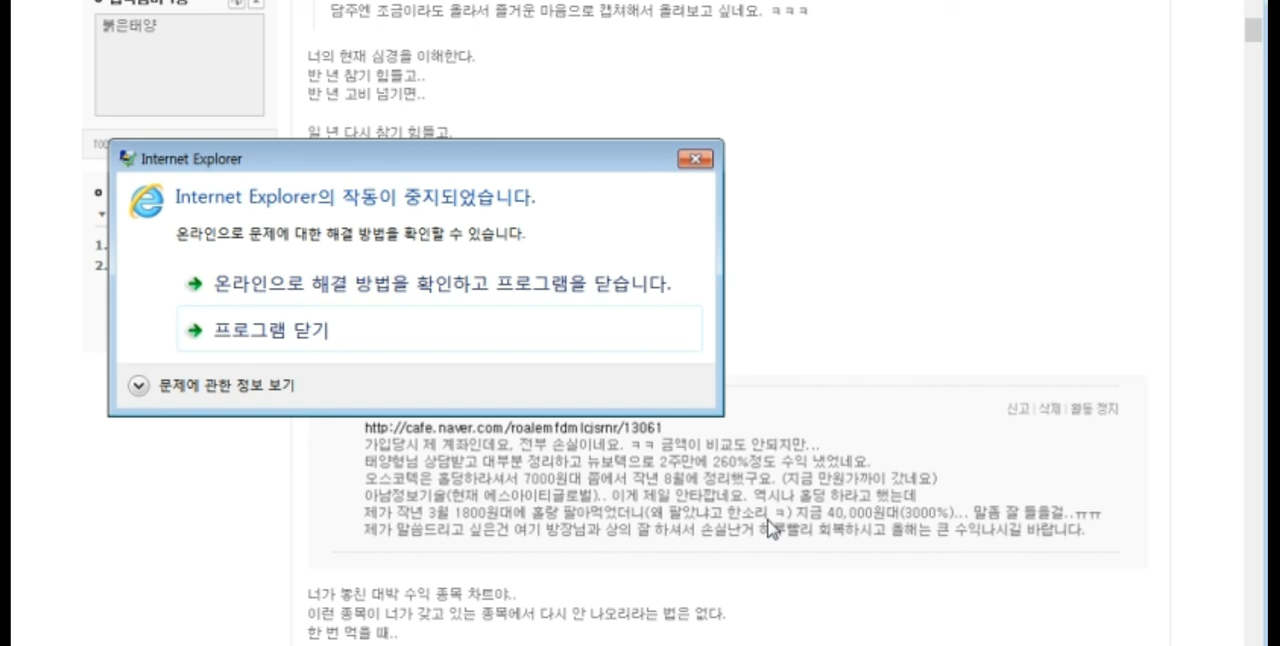 붉은태양
담주엔 조금이라도 올라서 즐거운 마음으로 캡쳐해서 올려보고 싶네요. ㅋㅋㅋ
너의 현재 심경을 이해한다.
반 년 참기 힘들고..
반 년 고비 넘기면..
일 년 다시 참기 힘들고.
Internet Explorer
Internet Explorer의 작동이 중지되었습니다.
온라인으로 문제에 대한 해결 방법을 확인할 수 있습니다.
온라인으로 해결 방법을 확인하고 프로그램을 닫습니다.
프로그램 닫기
문제에 관한 정보 보기
1.
2.
신고 | 삭제 | 활동 정지
http://cafe.naver.com/roalemfdmlcjsrnr/13061
가입당시 제 계좌인데요, 전부 손실이네요. ㅋㅋ 금액이 비교도 안되지만...
태양형님 상담받고 대부분 정리하고 뉴보텍으로 2주만에 260%정도 수익 냈었네요.
오스코텍은 홀딩하라셔서 7000원대 쯤에서 작년 8월에 정리했구요. (지금 만원가까이 갔네요)
아남정보기술(현재 에스아이티글로벌).. 이게 제일 안타깝네요. 역시나 홀딩 하라고 했는데
제가 작년 3월 1800원대에 홀랑 팔아먹었더니(왜 팔았냐고 한소리 ㅋ) 지금 40,000원대(3000%)... 말좀 잘 들을걸..ㅠㅠ
제가 말씀드리고 싶은건 여기 방장님과 상의 잘 하셔서 손실난거 하루빨리 회복하시고 올해는 큰 수익나시길 바랍니다.
너가 놓친 대박 수익 종목 차트야..
이런 종목이 너가 갖고 있는 종목에서 다시 안 나오리라는 법은 없다.
한 번 먹을 때..